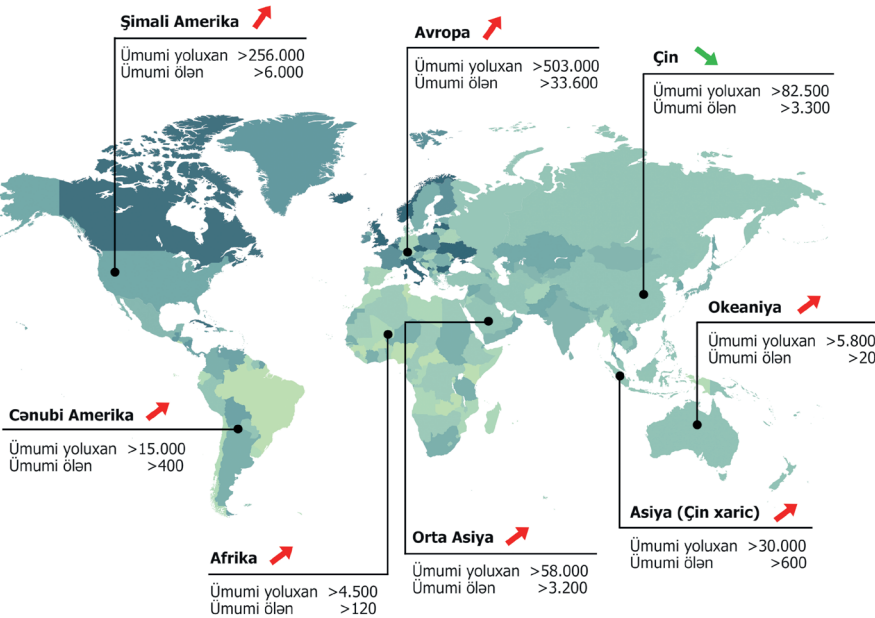 Şimali Amerika
Ümumi yoluxan >256.000
Ümumi ölən >6.000
Avropa
Ümumi yoluxan >503.000
Ümumi ölən >33.600
Çin
Ümumi yoluxan >82.500
Ümumi ölən >3.300
Okeaniya
Ümumi yoluxan >5.800
Ümumi ölən >20
Cənubi Amerika
Ümumi yoluxan >15.000
Ümumi ölən >400
Asiya (Çin xaric)
Ümumi yoluxan >30.000
Ümumi ölən >600
Orta Asiya
Ümumi yoluxan >58.000
Ümumi ölən >3.200
Afrika
Ümumi yoluxan >4.500
Ümumi ölən >120